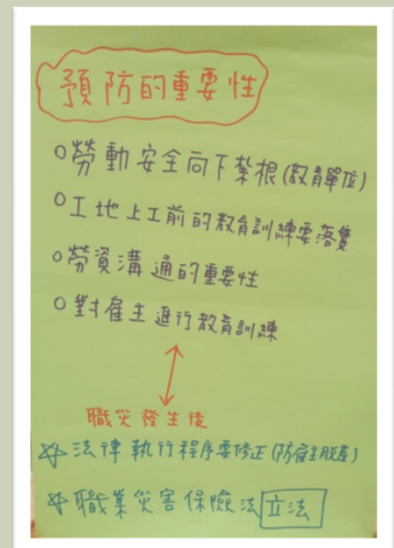 預防的重要性
○勞動安全向下紮根(教育單位)
○工地上工前的教育訓練要落實
○勞資溝通的重要性
○對雇主進行教育訓練
職災發生後
☆法律執行程序要修正(防雇主脫產)
☆職業災害保險法立法